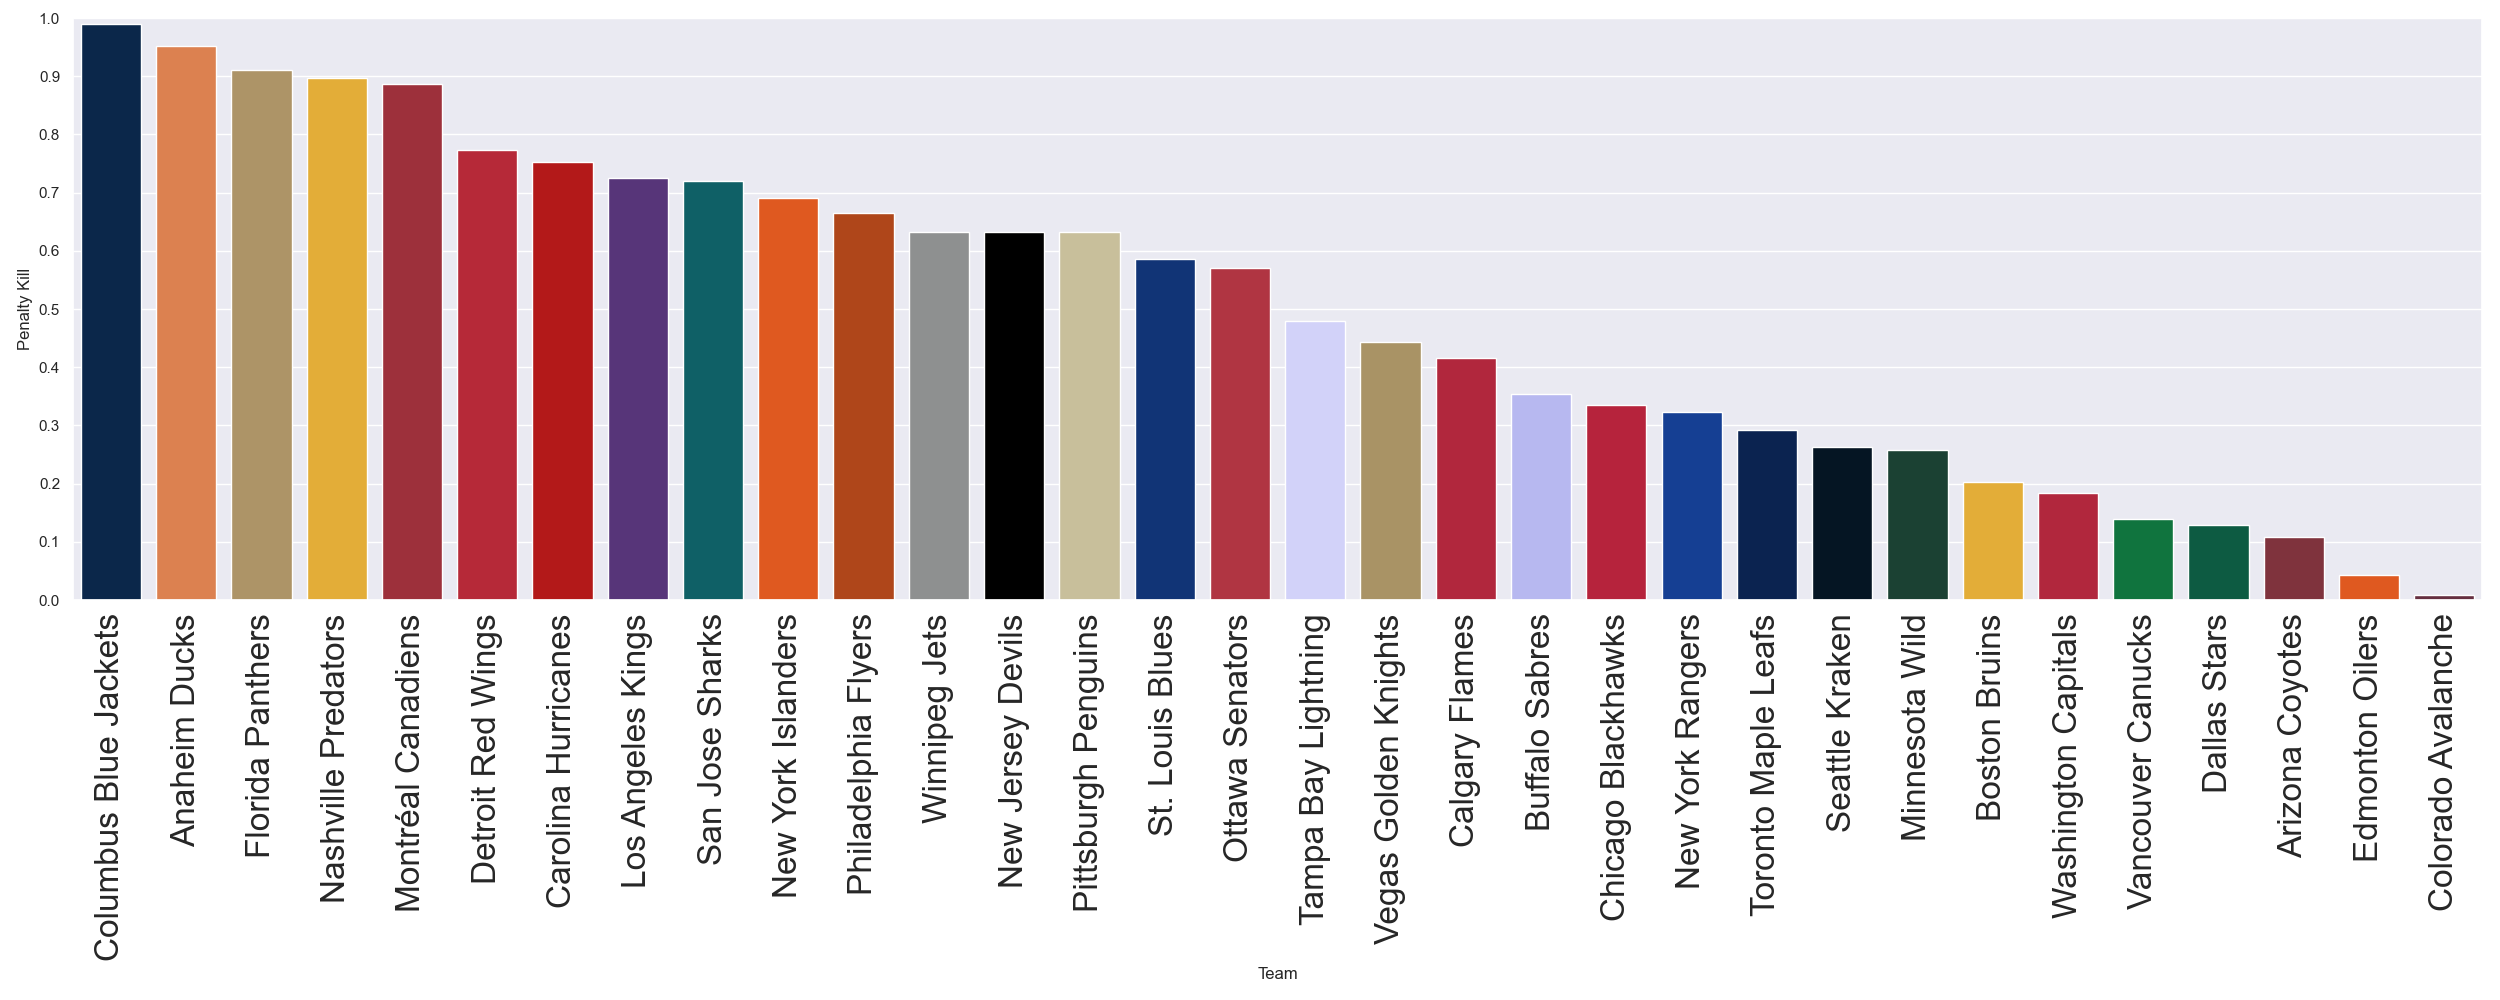 1.0
0.9
0.8
0.7
0.6
0.5
0.4
0.3
0.2
0.1
0.0
Penalty Kill
Columbus Blue Jackets
Anaheim Ducks
Florida Panthers
Nashville Predators
Montréal Canadiens
Detroit Red Wings
Carolina Hurricanes
Los Angeles Kings
San Jose Sharks
New York Islanders
Philadelphia Flyers
Winnipeg Jets
New Jersey Devils
Pittsburgh Penguins
St. Louis Blues
Ottawa Senators
Tampa Bay Lightning
Vegas Golden Knights
Calgary Flames
Buffalo Sabres
Chicago Blackhawks
New York Rangers
Toronto Maple Leafs
Seattle Kraken
Minnesota Wild
Boston Bruins
Washington Capitals
Vancouver Canucks
Dallas Stars
Arizona Coyotes
Edmonton Oilers
Colorado Avalanche
Team